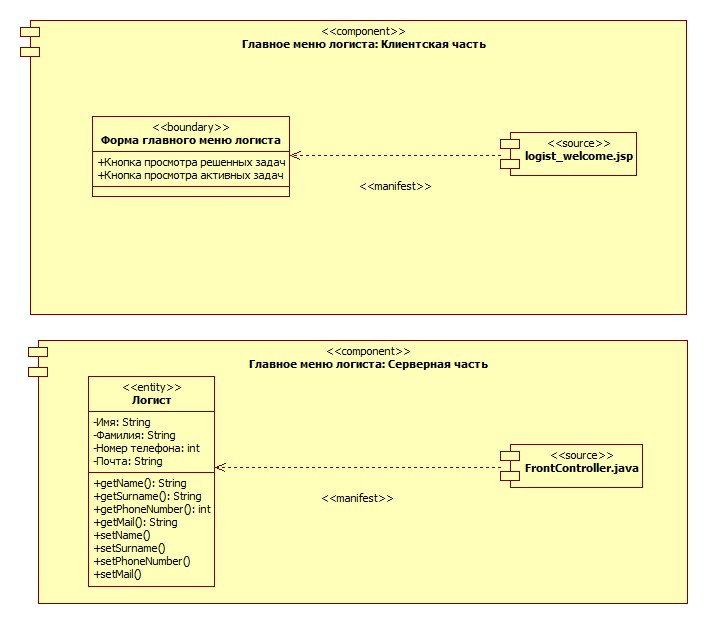 <<component>>
Главное меню логиста: Клиентская часть
<<boundary>>
Форма главного меню логиста
+Кнопка просмотра решенных задач
+Кнопка просмотра активных задач
<<source>>
logist_welcome.jsp
<<manifest>>
<<component>>
Главное меню логиста: Серверная часть
<<entity>>
Логист
-Имя: String
-Фамилия: String
-Номер телефона: int
-Почта: String
+getName(): String
+getSurname(): String
+getPhoneNumber(): int
+getMail(): String
+setName()
+setSurname()
+setPhoneNumber()
+setMail()
<<source>>
FrontController.java
<<manifest>>